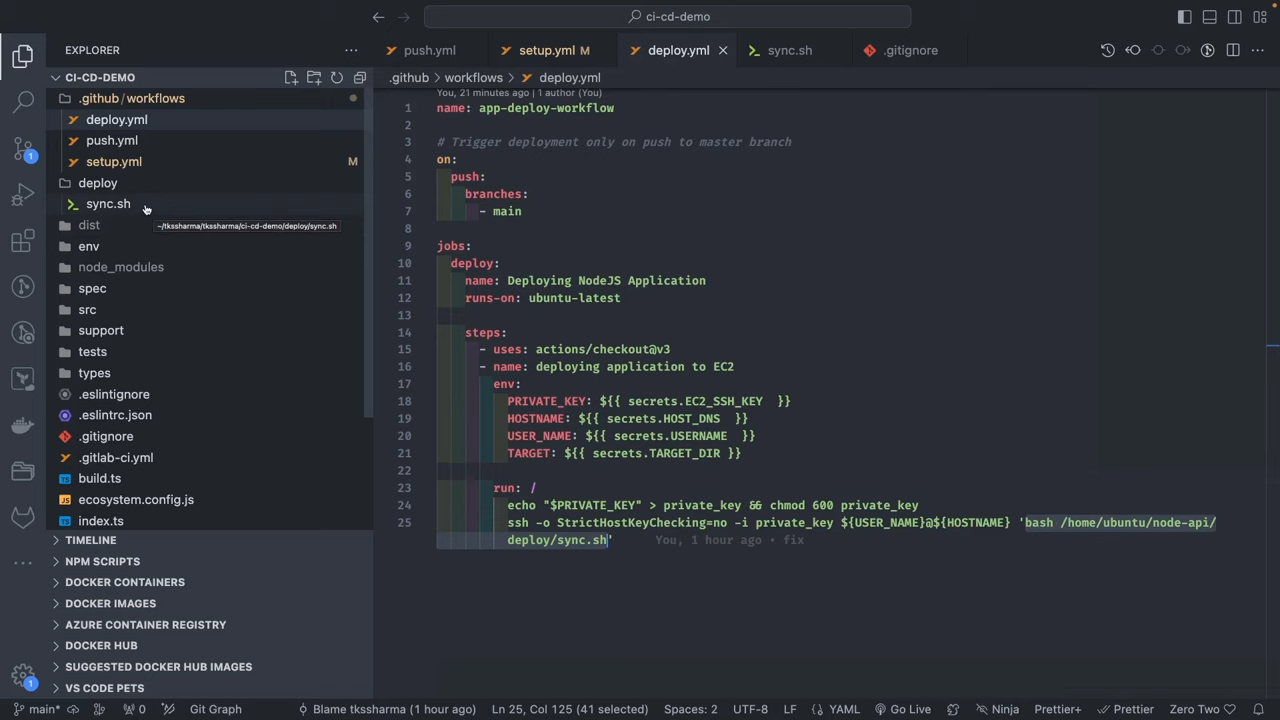 ci-cd-demo
EXPLORER
push.yml
setup.yml M
deploy.yml
sync.sh
.gitignore
CI-CD-DEMO
.github > workflows > deploy.yml
.github / workflows
deploy.yml
push.yml
setup.yml M
deploy
sync.sh
~/tkssharma/tkssharma/ci-cd-demo/deploy/sync.sh
dist
env
node_modules
spec
src
support
tests
types
.eslintignore
.eslintrc.json
.gitignore
.gitlab-ci.yml
build.ts
ecosystem.config.js
index.ts
TIMELINE
NPM SCRIPTS
DOCKER CONTAINERS
DOCKER IMAGES
AZURE CONTAINER REGISTRY
DOCKER HUB
SUGGESTED DOCKER HUB IMAGES
VS CODE PETS
1
1
You, 21 minutes ago | 1 author (You)
1 name: app-deploy-workflow
2
3 # Trigger deployment only on push to master branch
4 on:
5 push:
6 branches:
7 - main
8
9 jobs:
10 deploy:
11 name: Deploying NodeJS Application
12 runs-on: ubuntu-latest
13
14 steps:
15 - uses: actions/checkout@v3
16 - name: deploying application to EC2
17 env:
18 PRIVATE_KEY: ${{ secrets.EC2_SSH_KEY }}
19 HOSTNAME: ${{ secrets.HOST_DNS }}
20 USER_NAME: ${{ secrets.USERNAME }}
21 TARGET: ${{ secrets.TARGET_DIR }}
22
23 run: /
24 echo "$PRIVATE_KEY" > private_key && chmod 600 private_key
25 ssh -o StrictHostKeyChecking=no -i private_key ${USER_NAME}@${HOSTNAME} 'bash /home/ubuntu/node-api/
deploy/sync.sh' You, 1 hour ago • fix
main* 0 Git Graph Blame tkssharma (1 hour ago) Ln 25, col 125 (41 selected) Spaces: 2 UTF-8 LF YAML Go Live Ninja Prettier+ Prettier Zero Two